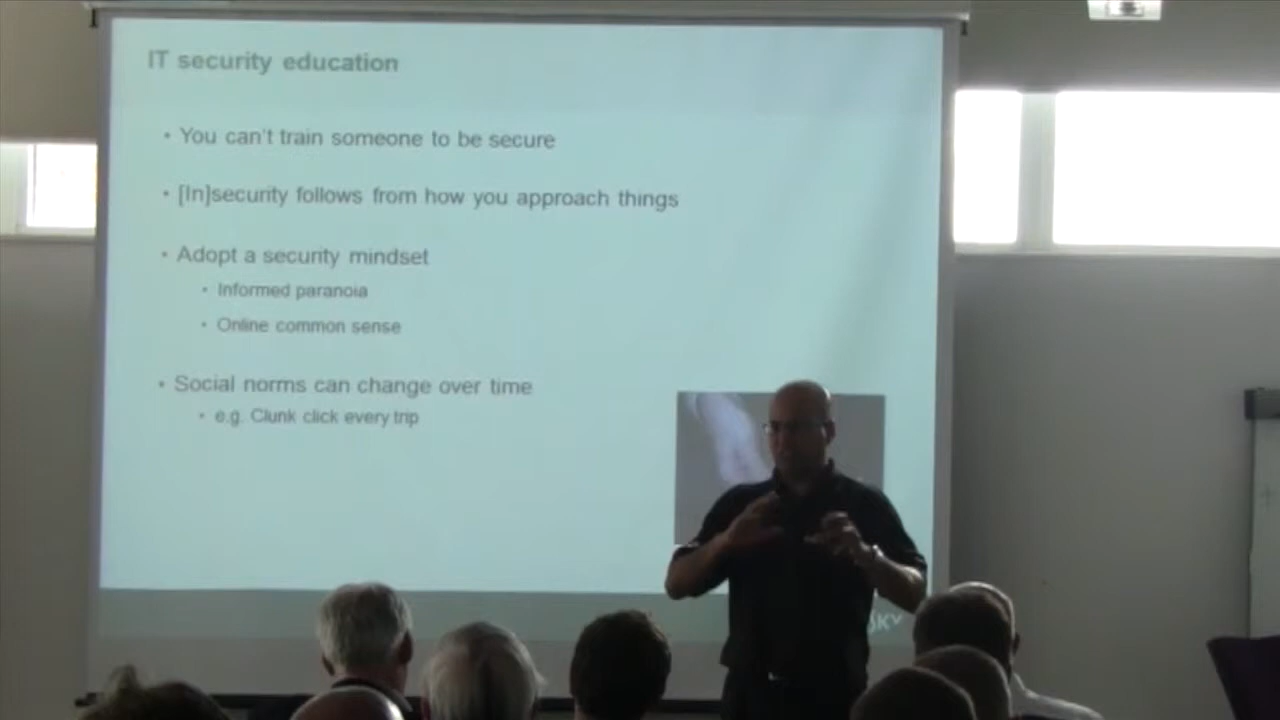 IT security education
• You can't train someone to be secure
• [In]security follows from how you approach things
• Adopt a security mindset
• Informed paranoia
• Online common sense
• Social norms can change over time
• e.g. Clunk click every trip